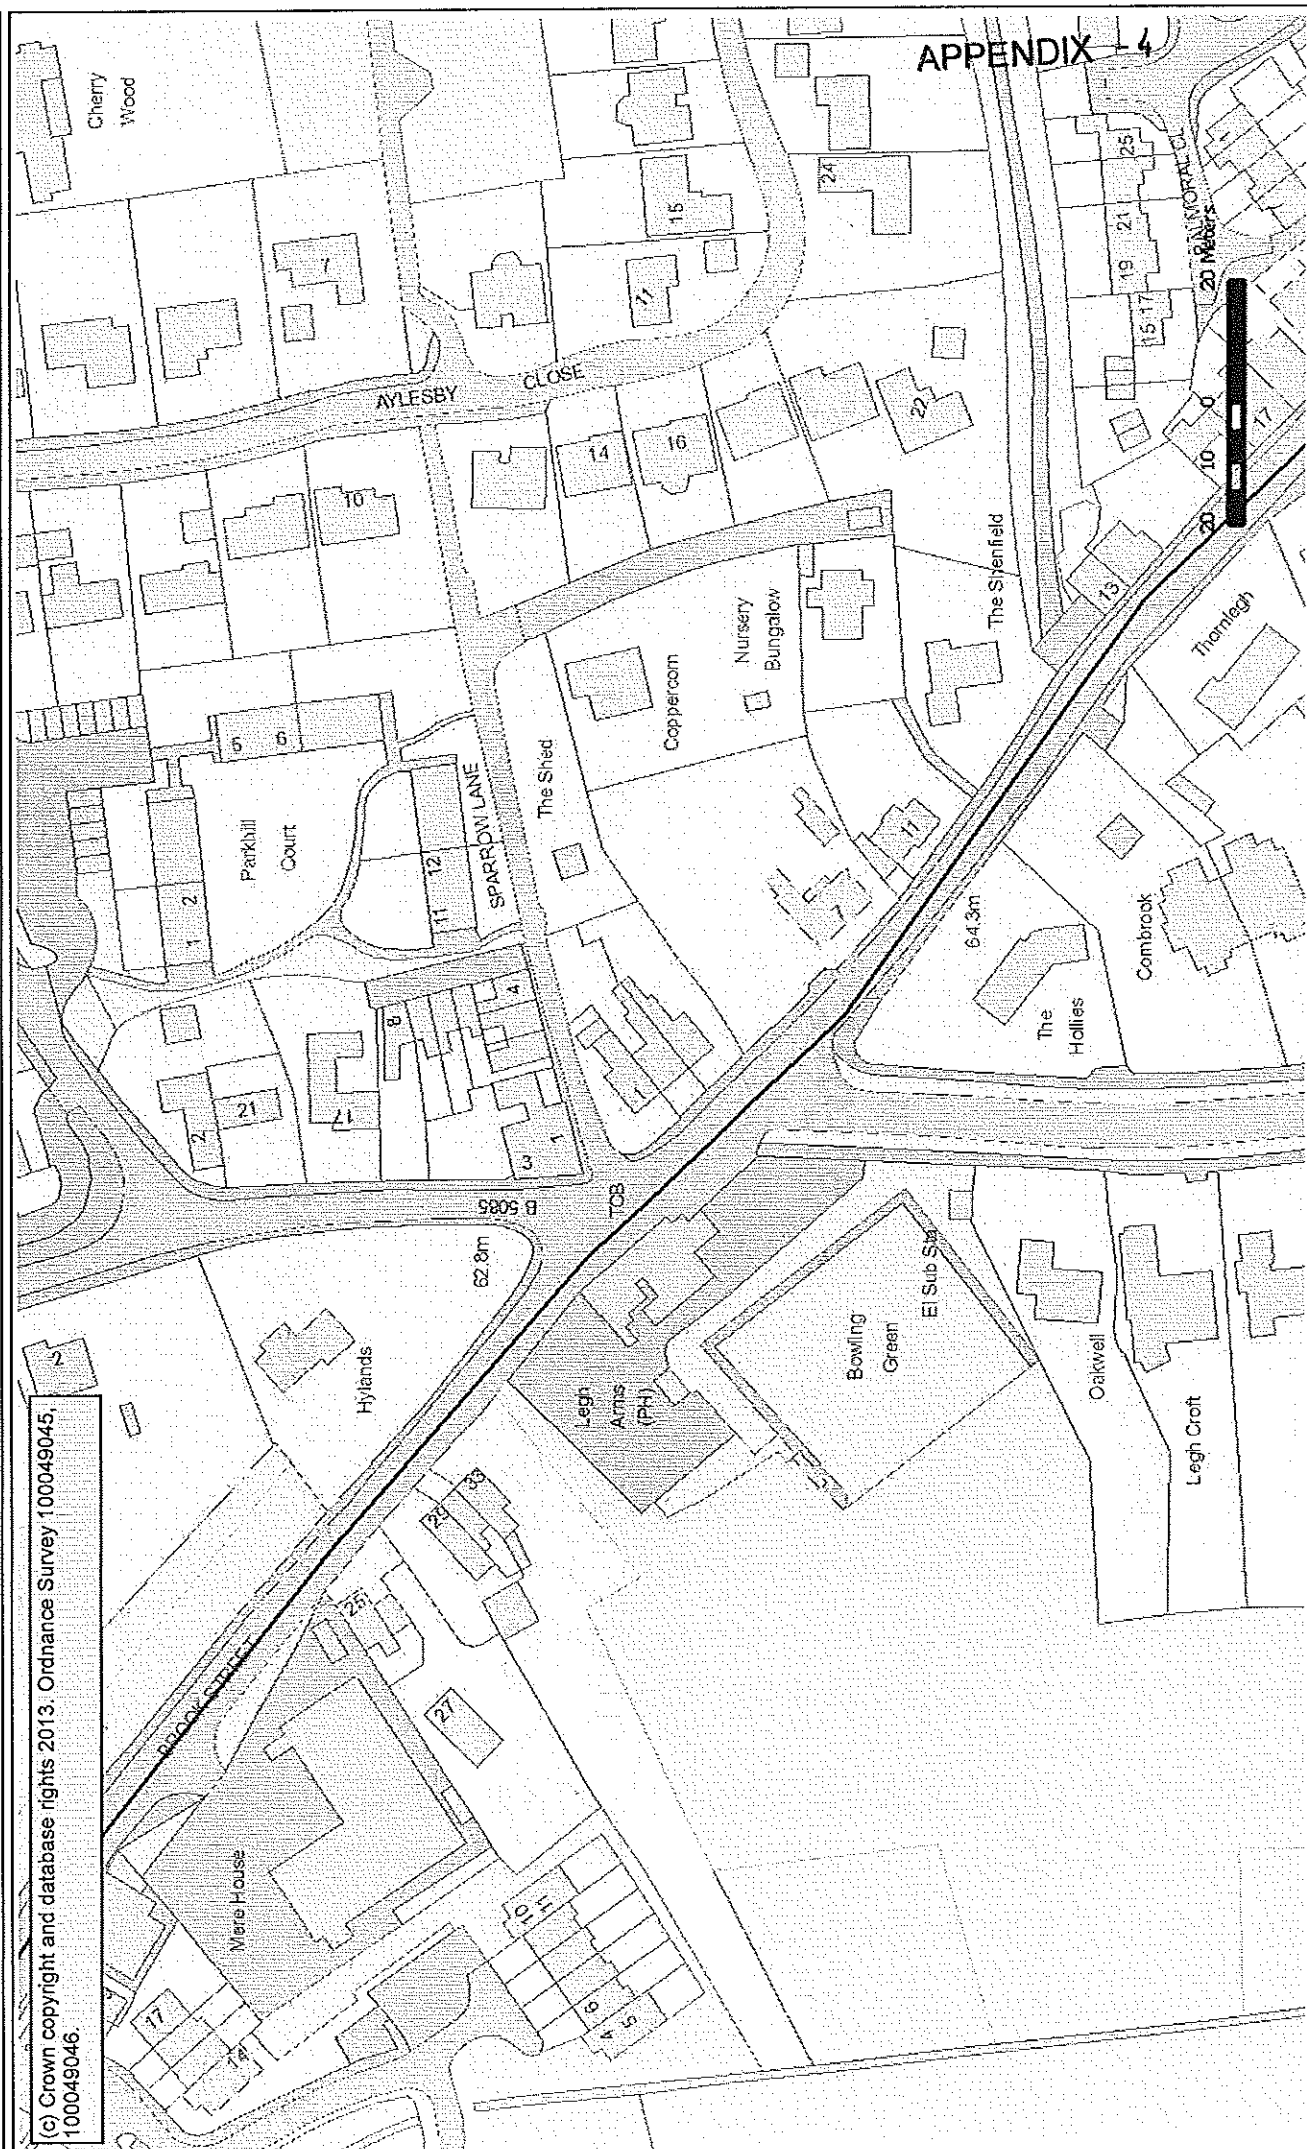 APPENDIX - 4
(c) Crown copyright and database rights 2013. Ordnance Survey 100049045,
100049046.
Cherry
Wood
7
15
11
24
AYLESBY
CLOSE
10
14
16
22
25
21
19
17
15
BALMORAL CL
20 Meters
0
10
20
17
13
The Shenfield
Thornlegh
5
6
Parkhill
Court
2
1
12
11
SPARROW LANE
The Shed
Coppercorn
Nursery
Bungalow
11
7
64.3m
The
Hollies
Cornbrook
2
21
17
8
4
1
3
1
B 5085
TCB
62.8m
2
Hylands
Legh
Arms
(PH)
Bowling
Green
El Sub Sta
Oakwell
Legh Croft
BROOK STREET
25
29
33
27
Mere House
17
14
10
11
6
4
5